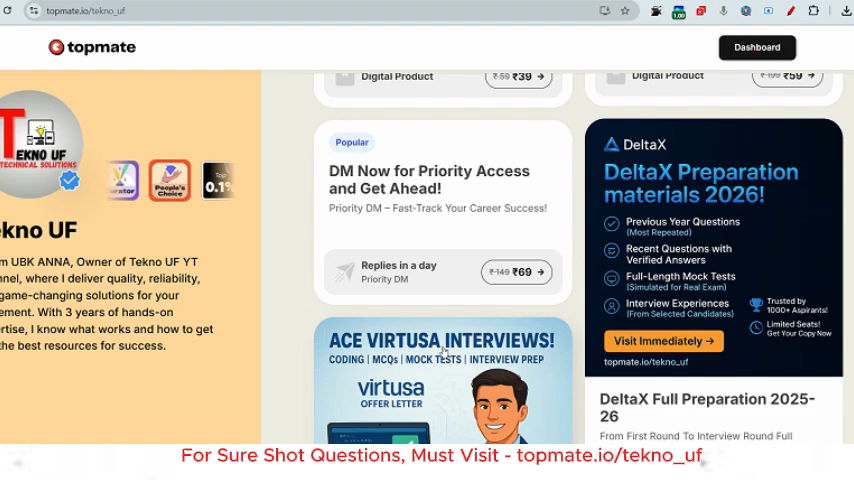 topmate.io/tekno_uf
1.00
topmate
Dashboard
T
EKNO UF
TECHNICAL SOLUTIONS
urator
People's
Choice
Top
0.1%
ekno UF
m UBK ANNA, Owner of Tekno UF YT
nnel, where I deliver quality, reliability,
game-changing solutions for your
ement. With 3 years of hands-on
rtise, I know what works and how to get
the best resources for success.
Digital Product
₹59 ₹39 →
Popular
DM Now for Priority Access
and Get Ahead!
Priority DM – Fast-Track Your Career Success!
Replies in a day
Priority DM
₹149 ₹69 →
ACE VIRTUSA INTERVIEWS!
CODING | MCQs | MOCK TESTS | INTERVIEW PREP
virtusa
OFFER LETTER
Digital Product
₹199 ₹59 →
DeltaX
DeltaX Preparation
materials 2026!
Previous Year Questions
(Most Repeated)
Recent Questions with
Verified Answers
Full-Length Mock Tests
(Simulated for Real Exam)
Interview Experiences
(From Selected Candidates)
Trusted by
1000+ Aspirants!
Limited Seats!
Get Your Copy Now
Visit Immediately →
topmate.io/tekno_uf
DeltaX Full Preparation 2025-
26
From First Round To Interview Round Full
For Sure Shot Questions, Must Visit - topmate.io/tekno_uf